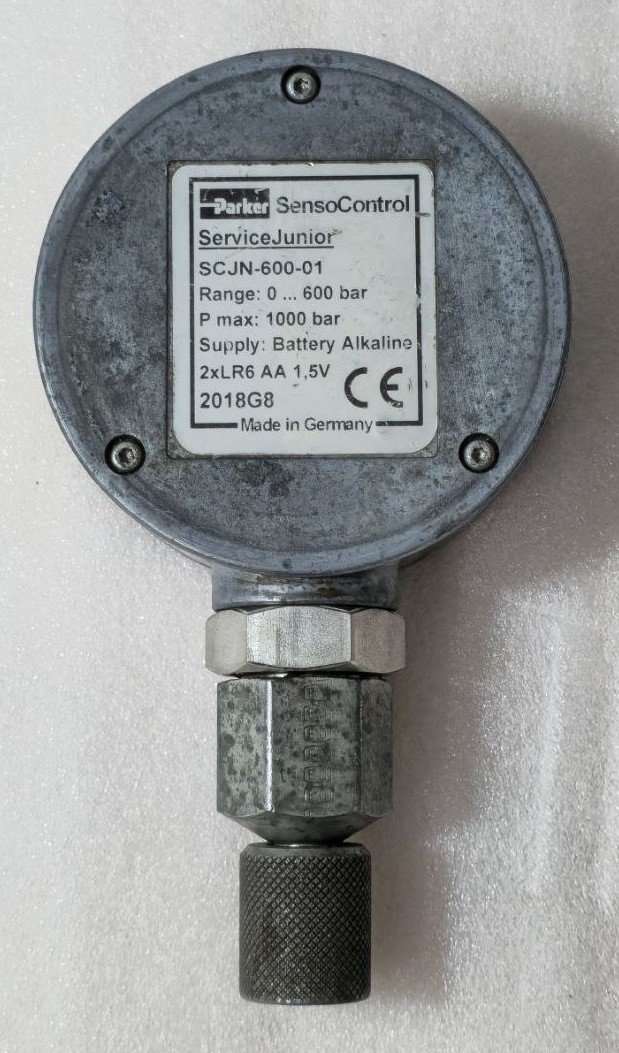 Parker SensoControl
ServiceJunior
SCJN-600-01
Range: 0 ... 600 bar
P max: 1000 bar
Supply: Battery Alkaline
2xLR6 AA 1,5V
2018G8 CE
Made in Germany